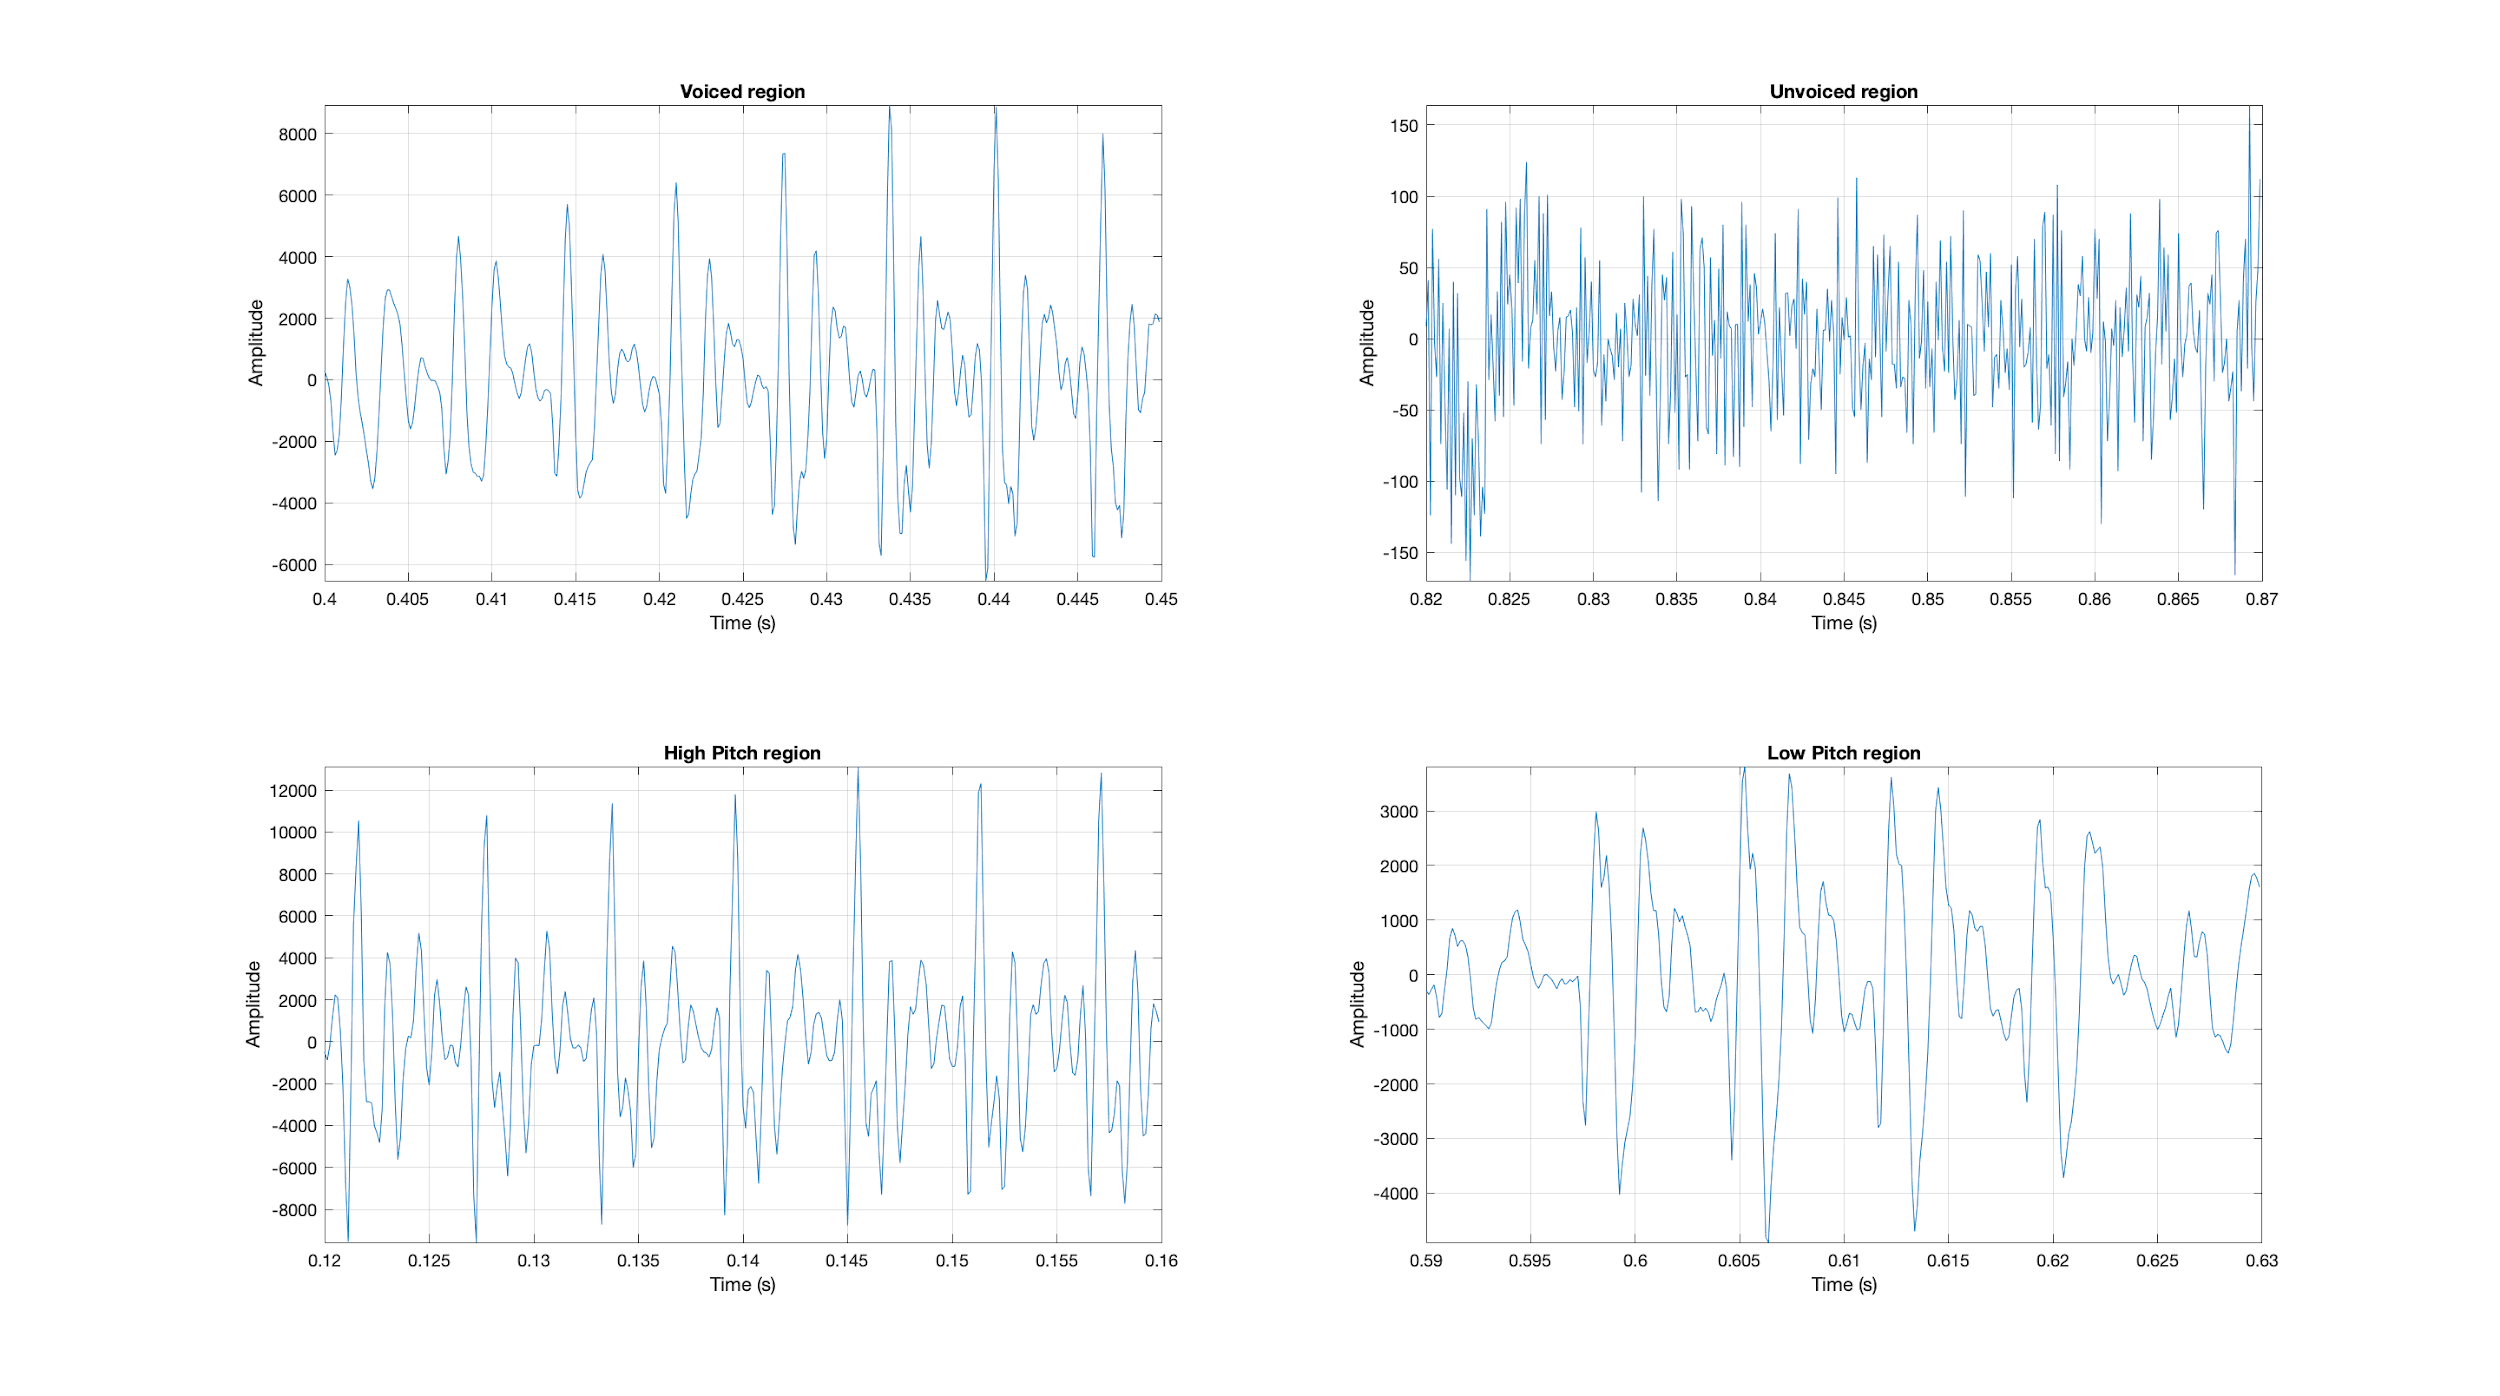 Voiced region
8000
6000
4000
2000
0
-2000
-4000
-6000
Amplitude
0.4 0.405 0.41 0.415 0.42 0.425 0.43 0.435 0.44 0.445 0.45
Time (s)
Unvoiced region
150
100
50
0
-50
-100
-150
Amplitude
0.82 0.825 0.83 0.835 0.84 0.845 0.85 0.855 0.86 0.865 0.87
Time (s)
High Pitch region
12000
10000
8000
6000
4000
2000
0
-2000
-4000
-6000
-8000
Amplitude
0.12 0.125 0.13 0.135 0.14 0.145 0.15 0.155 0.16
Time (s)
Low Pitch region
3000
2000
1000
0
-1000
-2000
-3000
-4000
Amplitude
0.59 0.595 0.6 0.605 0.61 0.615 0.62 0.625 0.63
Time (s)